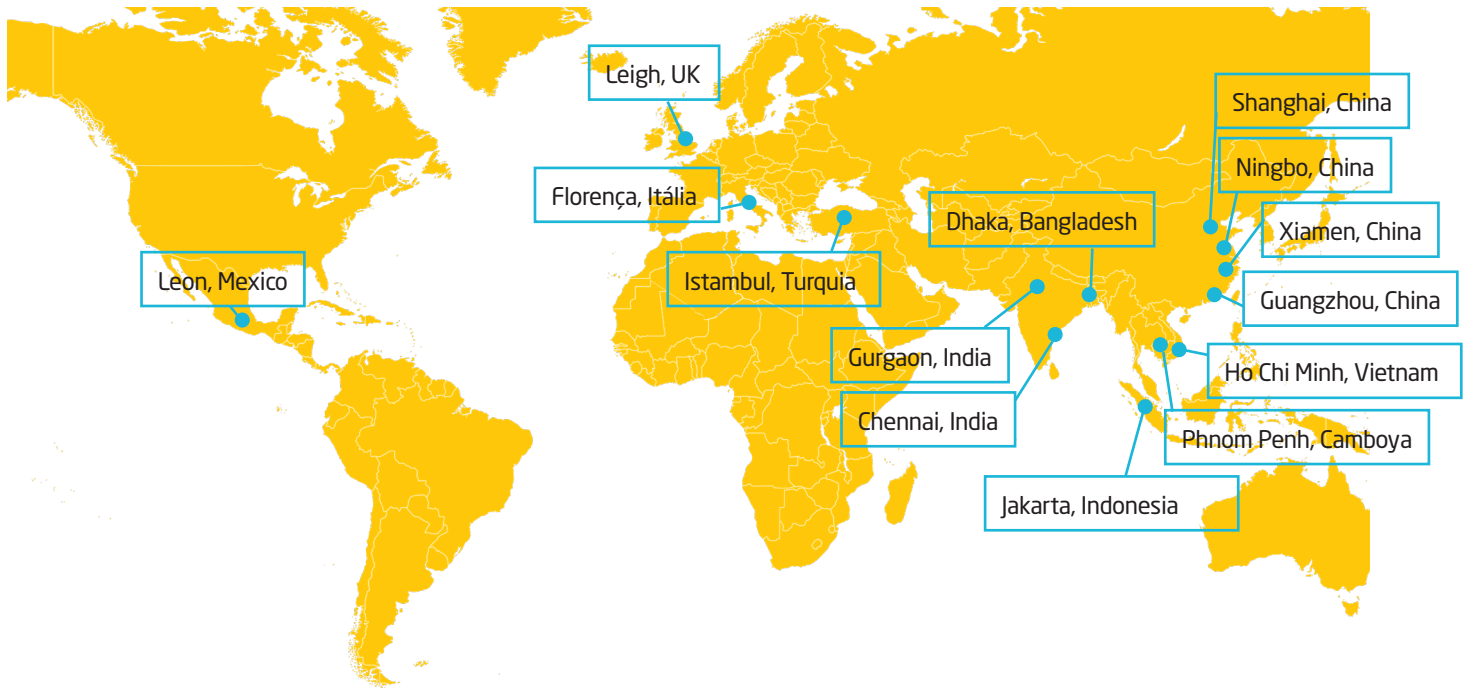 Leigh, UK
Shanghai, China
Ningbo, China
Florença, Itália
Dhaka, Bangladesh
Xiamen, China
Leon, Mexico
Istambul, Turquia
Guangzhou, China
Gurgaon, India
Ho Chi Minh, Vietnam
Chennai, India
Phnom Penh, Camboya
Jakarta, Indonesia